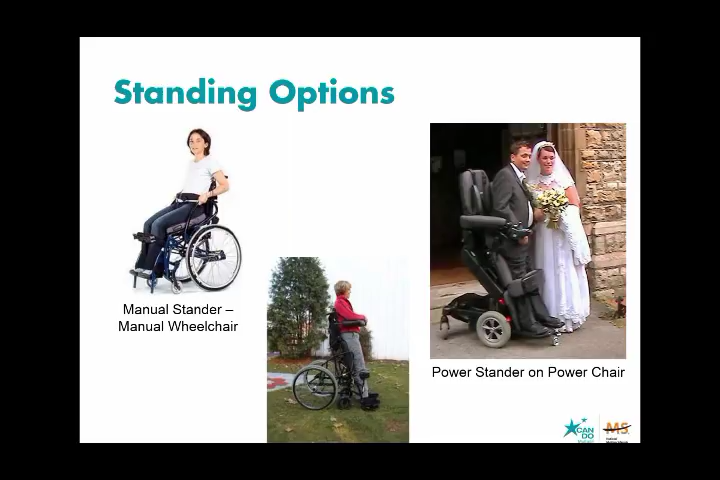 Standing Options
Manual Stander –
Manual Wheelchair
Power Stander on Power Chair
CAN
DO
MS